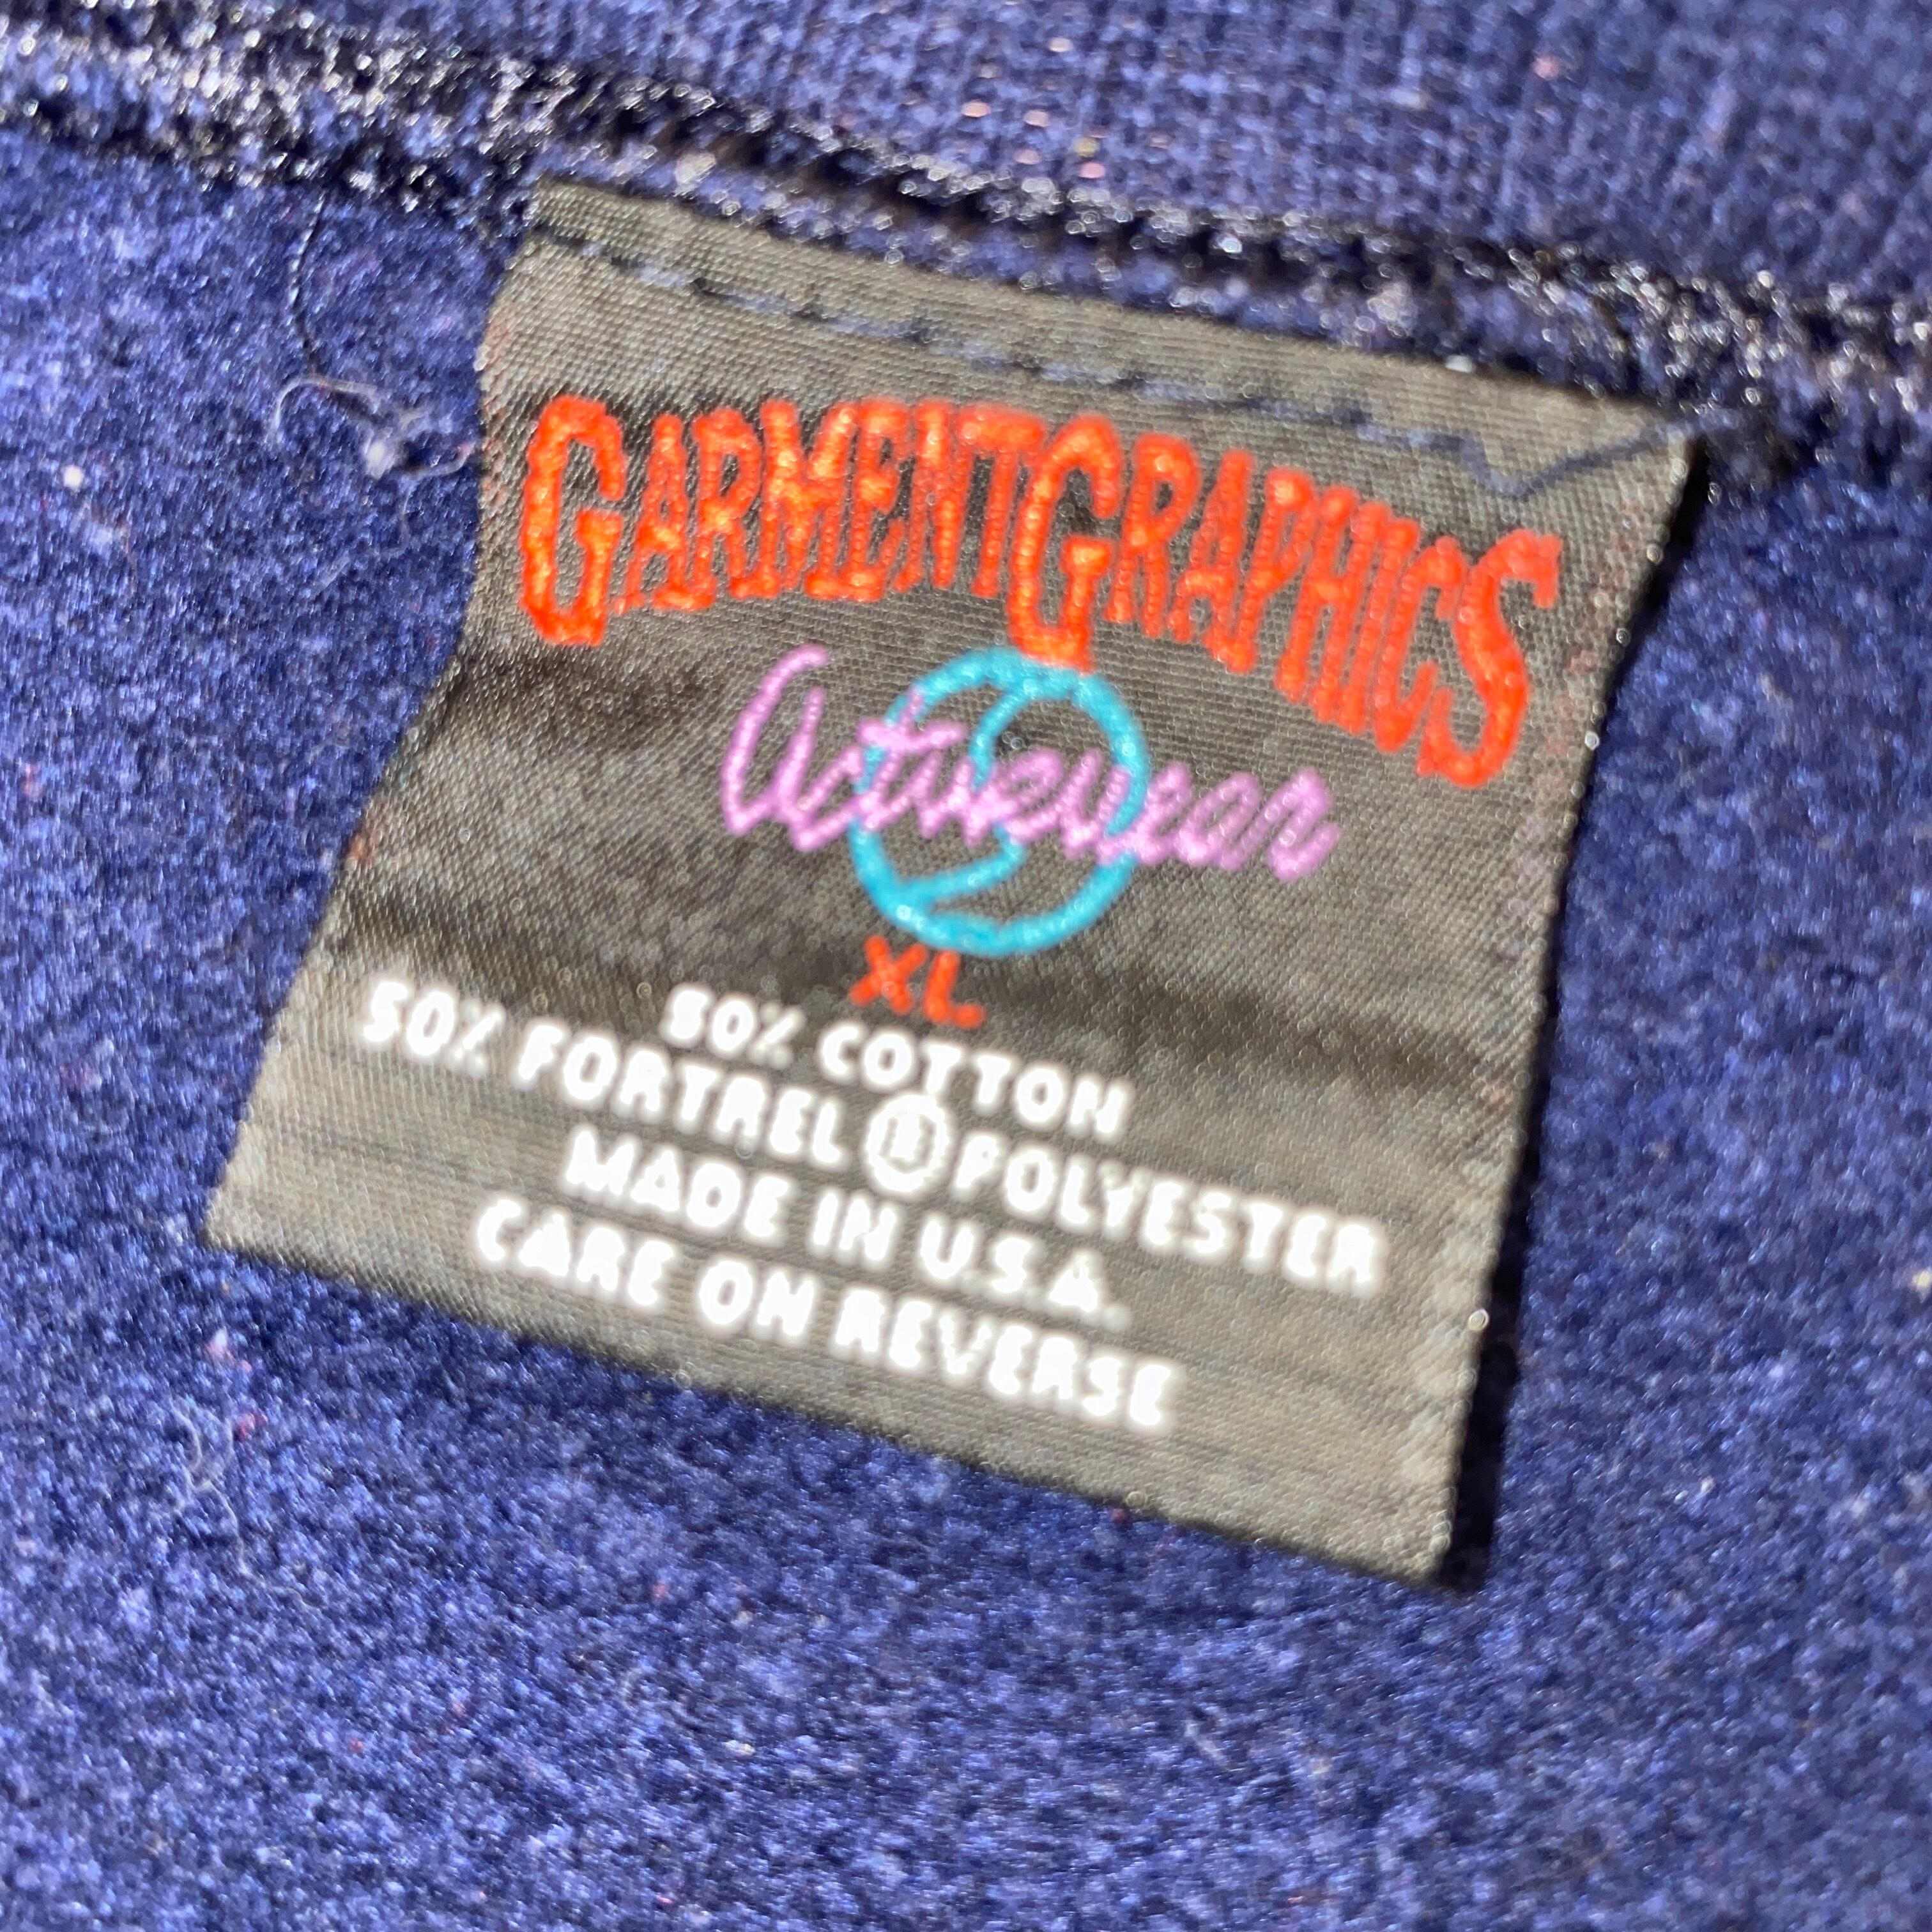 GARMENTGRAPHICS
Activewear
XL
50% COTTON
50% FORTREL ® POLYESTER
MADE IN U.S.A.
CARE ON REVERSE